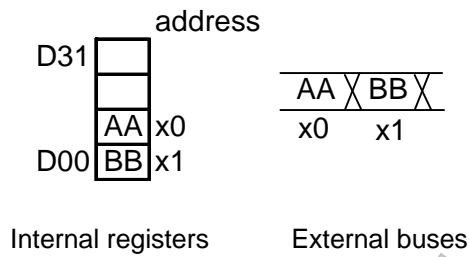 address
D31
AA x0
D00 BB x1
AA BB
x0 x1
Internal registers
External buses